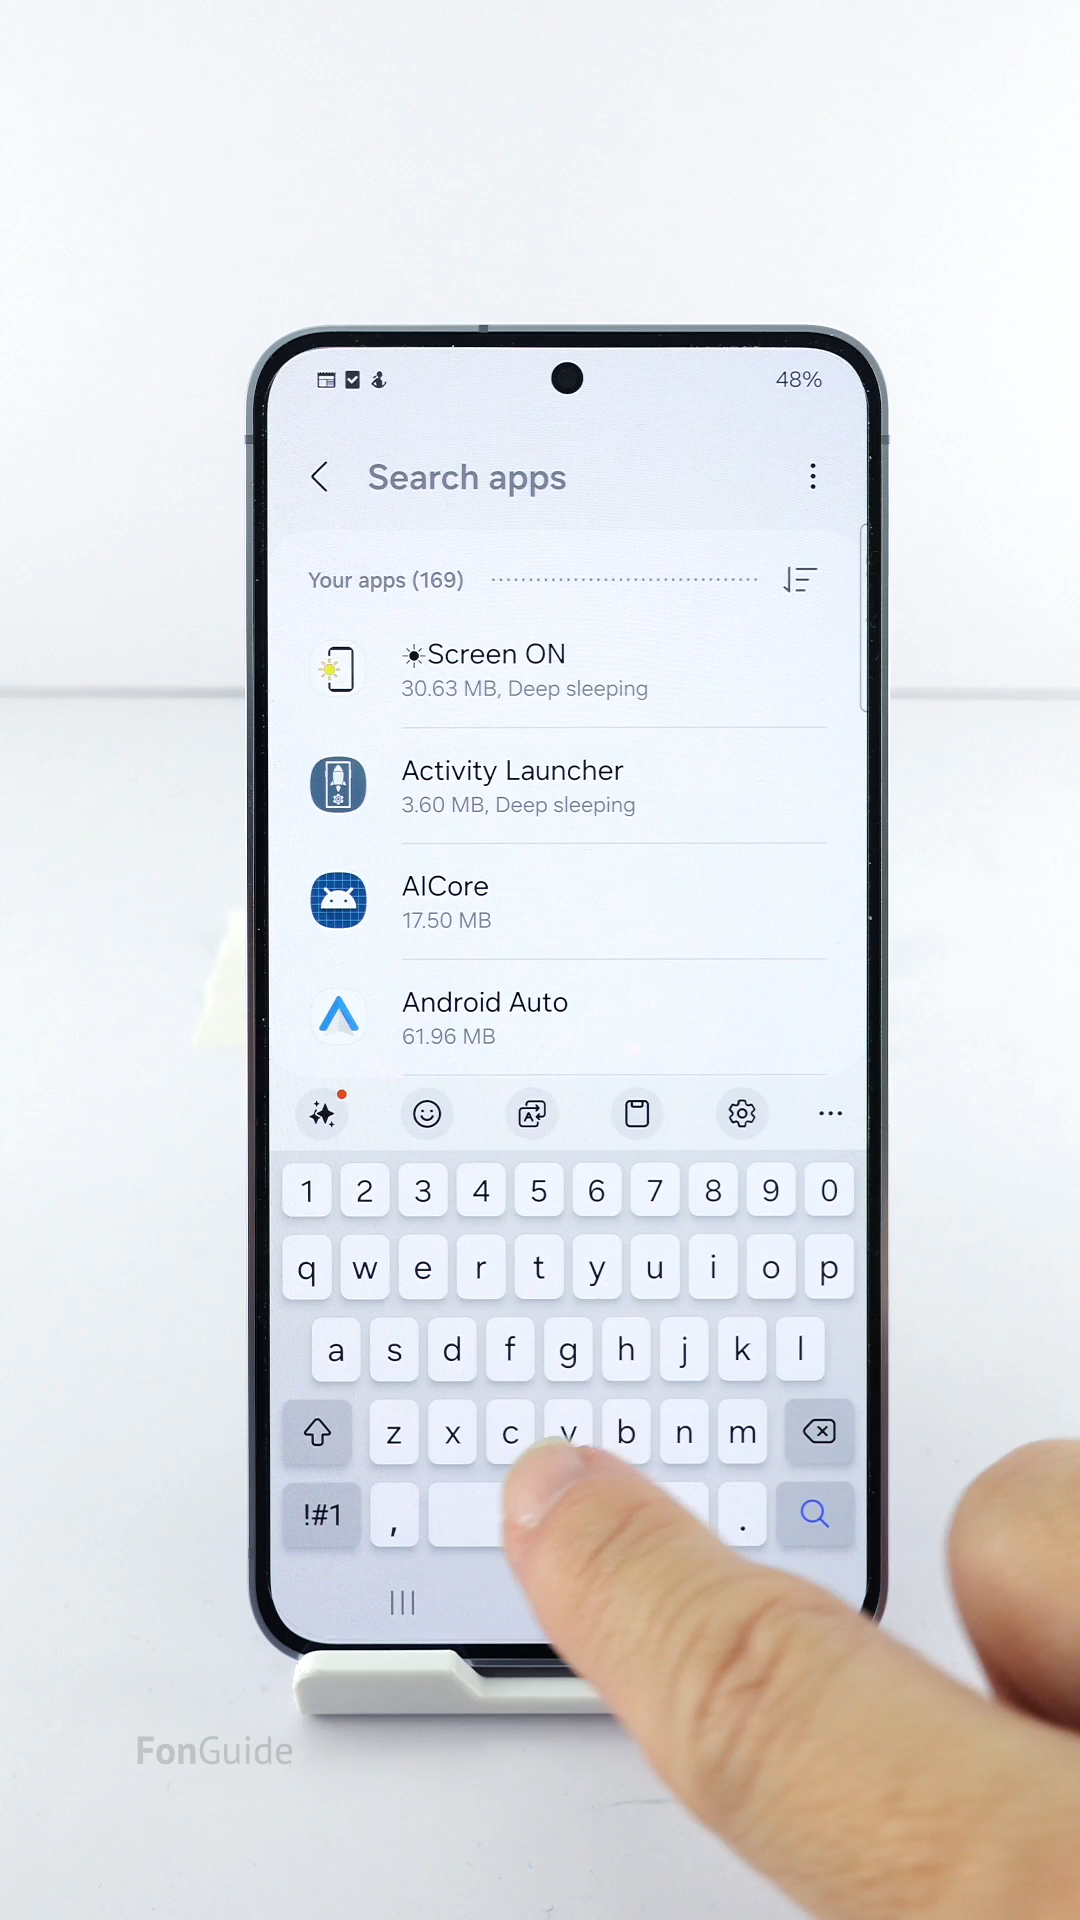 48%
Search apps
Your apps (169)
☀Screen ON
30.63 MB, Deep sleeping
Activity Launcher
3.60 MB, Deep sleeping
AICore
17.50 MB
Android Auto
61.96 MB
1 2 3 4 5 6 7 8 9 0
q w e r t y u i o p
a s d f g h j k l
z x c v b n m
!#1 , .
FonGuide